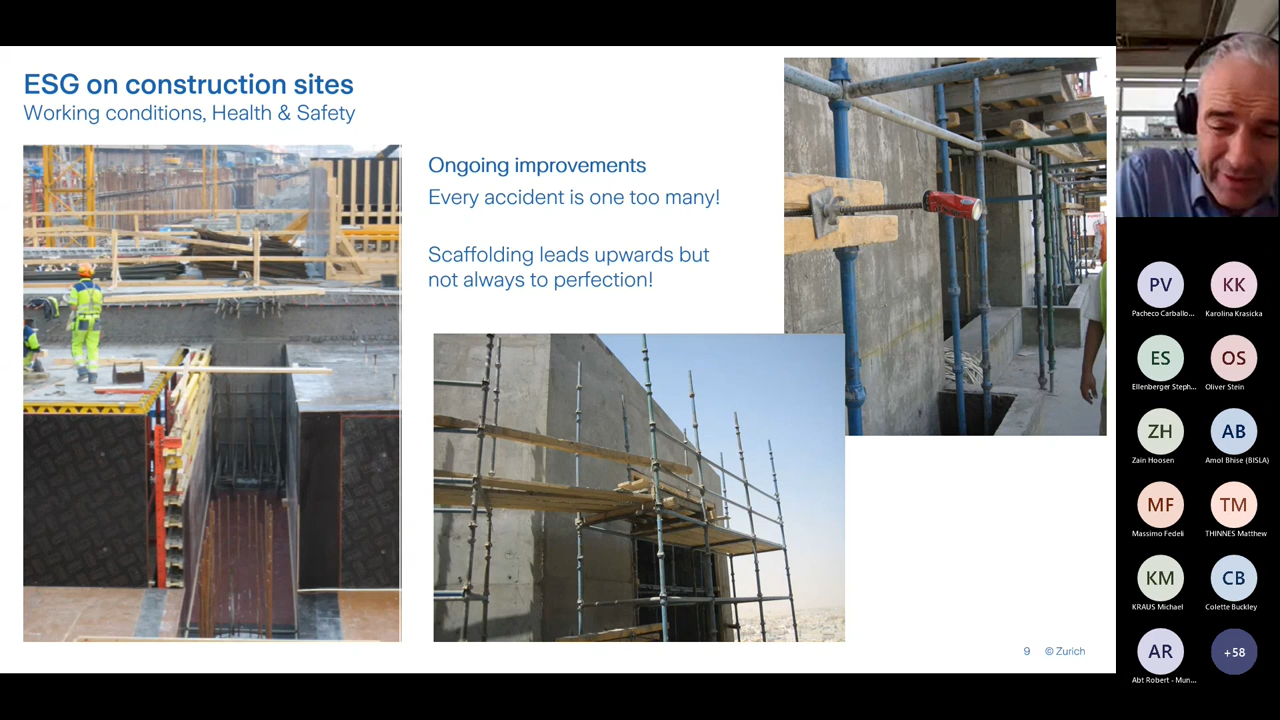 ESG on construction sites
Working conditions, Health & Safety
Ongoing improvements
Every accident is one too many!
Scaffolding leads upwards but
not always to perfection!
9 © Zurich
PV
Pacheco Carballo...
KK
Karolina Krasicka
ES
Ellenberger Steph...
OS
Oliver Stein
ZH
Zain Hoosen
AB
Amol Bhise (BISLA)
MF
Massimo Fedeli
TM
THINNES Matthew
KM
KRAUS Michael
CB
Colette Buckley
AR
Abt Robert - Mun...
+58